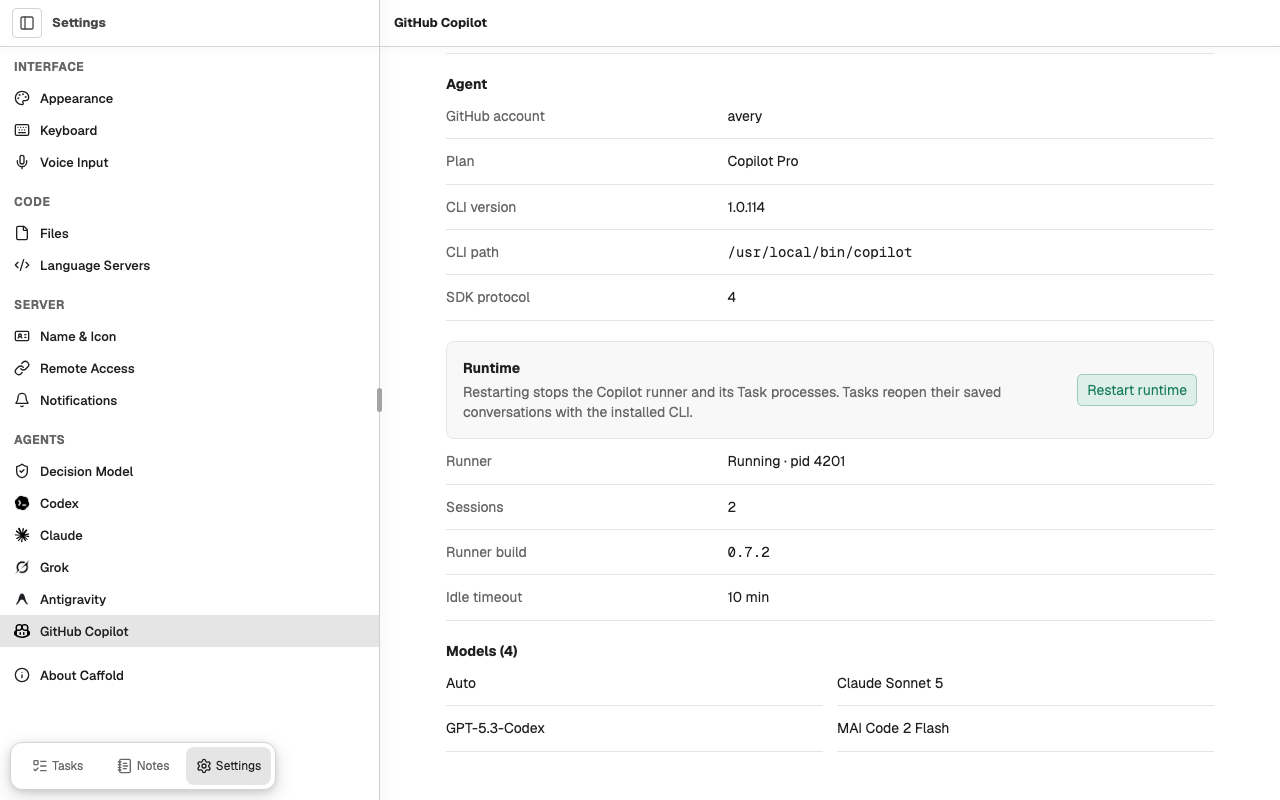 Settings
GitHub Copilot
INTERFACE
Appearance
Keyboard
Voice Input
CODE
Files
Language Servers
SERVER
Name & Icon
Remote Access
Notifications
AGENTS
Decision Model
Codex
Claude
Grok
Antigravity
GitHub Copilot
About Caffold
Tasks
Notes
Settings
Agent
GitHub account avery
Plan Copilot Pro
CLI version 1.0.114
CLI path /usr/local/bin/copilot
SDK protocol 4
Runtime
Restarting stops the Copilot runner and its Task processes. Tasks reopen their saved
conversations with the installed CLI.
Restart runtime
Runner Running · pid 4201
Sessions 2
Runner build 0.7.2
Idle timeout 10 min
Models (4)
Auto Claude Sonnet 5
GPT-5.3-Codex MAI Code 2 Flash